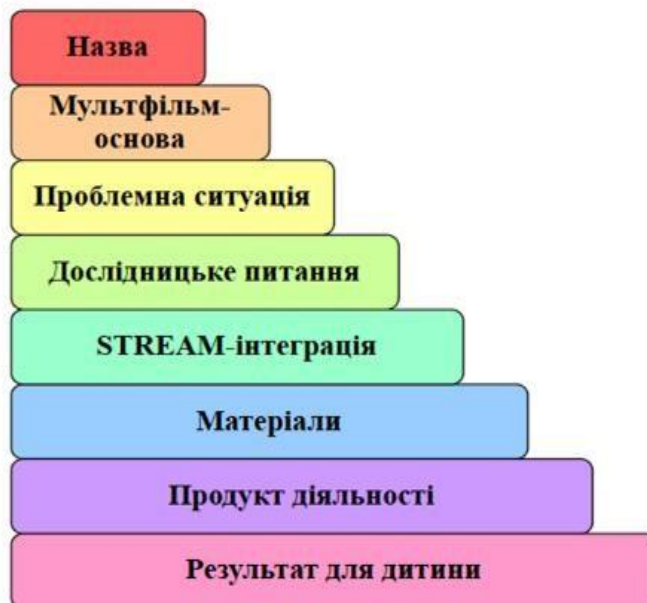 Назва
Мультфільм-
основа
Проблемна ситуація
Дослідницьке питання
STREAM-інтеграція
Матеріали
Продукт діяльності
Результат для дитини